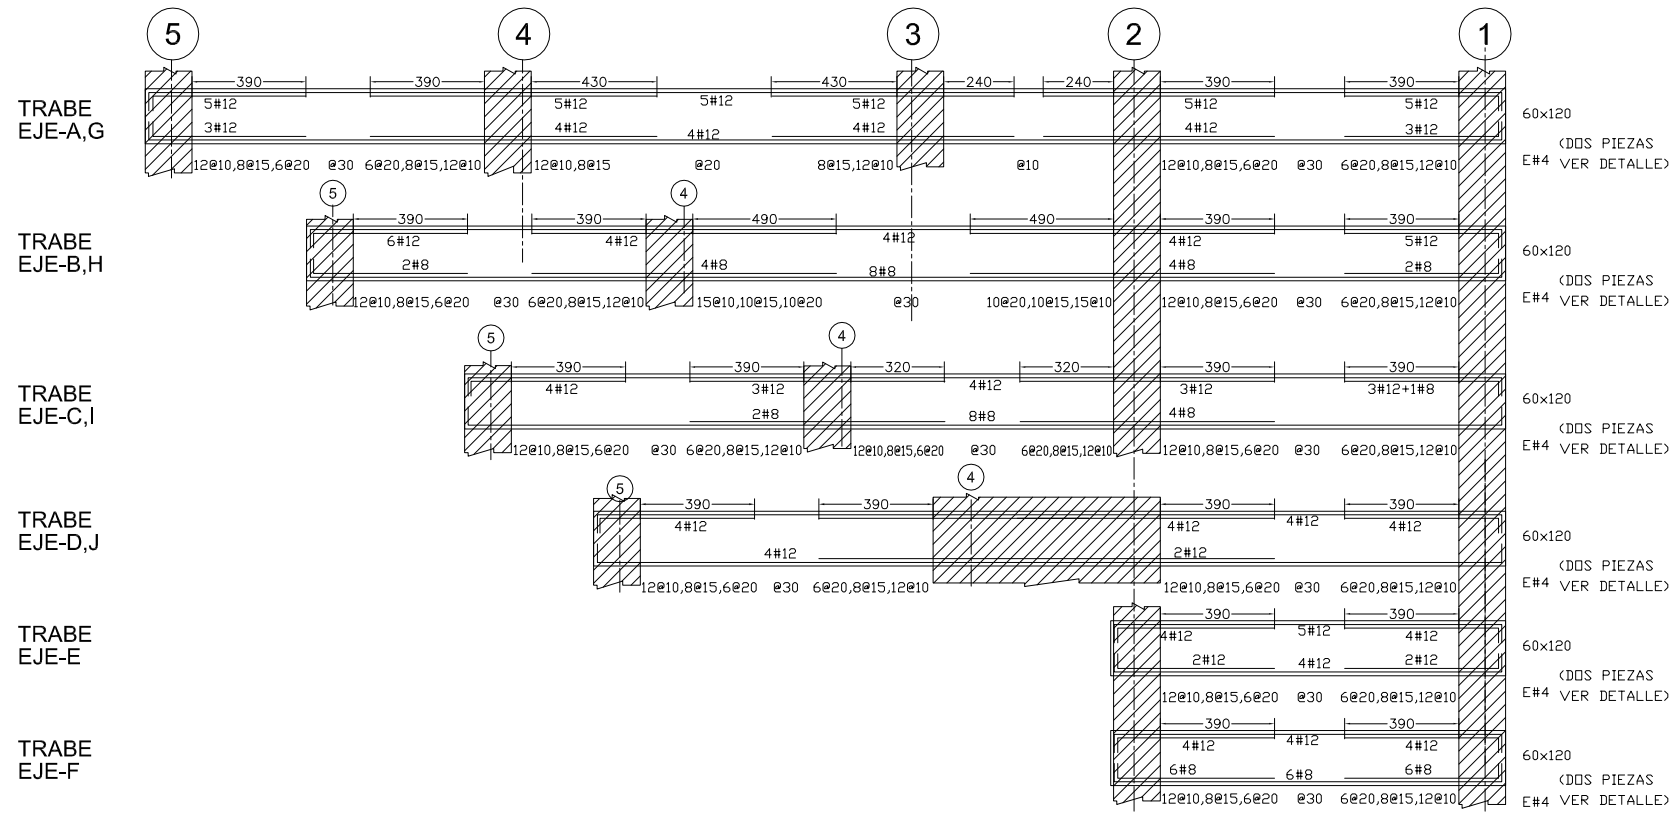 5 4 3 2 1
390 390 430 430 240 240 390 390
TRABE
EJE-A,G
5#12 5#12 5#12 5#12 5#12 5#12
3#12 4#12 4#12 4#12 4#12 3#12
60x120
(DOS PIEZAS
E#4 VER DETALLE)
12@10,8@15,6@20 @30 6@20,8@15,12@10 12@10,8@15 @20 8@15,12@10 @10 12@10,8@15,6@20 @30 6@20,8@15,12@10
5 4
390 390 490 490 390 390
TRABE
EJE-B,H
6#12 4#12 4#12 4#12 5#12
2#8 4#8 8#8 4#8 2#8
60x120
(DOS PIEZAS
E#4 VER DETALLE)
12@10,8@15,6@20 @30 6@20,8@15,12@10 15@10,10@15,10@20 @30 10@20,10@15,15@10 12@10,8@15,6@20 @30 6@20,8@15,12@10
5 4
390 390 320 320 390 390
TRABE
EJE-C,I
4#12 3#12 4#12 3#12 3#12+1#8
2#8 8#8 4#8
60x120
(DOS PIEZAS
E#4 VER DETALLE)
12@10,8@15,6@20 @30 6@20,8@15,12@10 12@10,8@15,6@20 @30 6@20,8@15,12@10 12@10,8@15,6@20 @30 6@20,8@15,12@10
5 4
390 390 390 390
TRABE
EJE-D,J
4#12 4#12 4#12 4#12
4#12 2#12
60x120
(DOS PIEZAS
E#4 VER DETALLE)
12@10,8@15,6@20 @30 6@20,8@15,12@10 12@10,8@15,6@20 @30 6@20,8@15,12@10
390 390
TRABE
EJE-E
4#12 5#12 4#12
2#12 4#12 2#12
60x120
(DOS PIEZAS
E#4 VER DETALLE)
12@10,8@15,6@20 @30 6@20,8@15,12@10
390 390
TRABE
EJE-F
4#12 4#12 4#12
6#8 6#8 6#8
60x120
(DOS PIEZAS
E#4 VER DETALLE)
12@10,8@15,6@20 @30 6@20,8@15,12@10